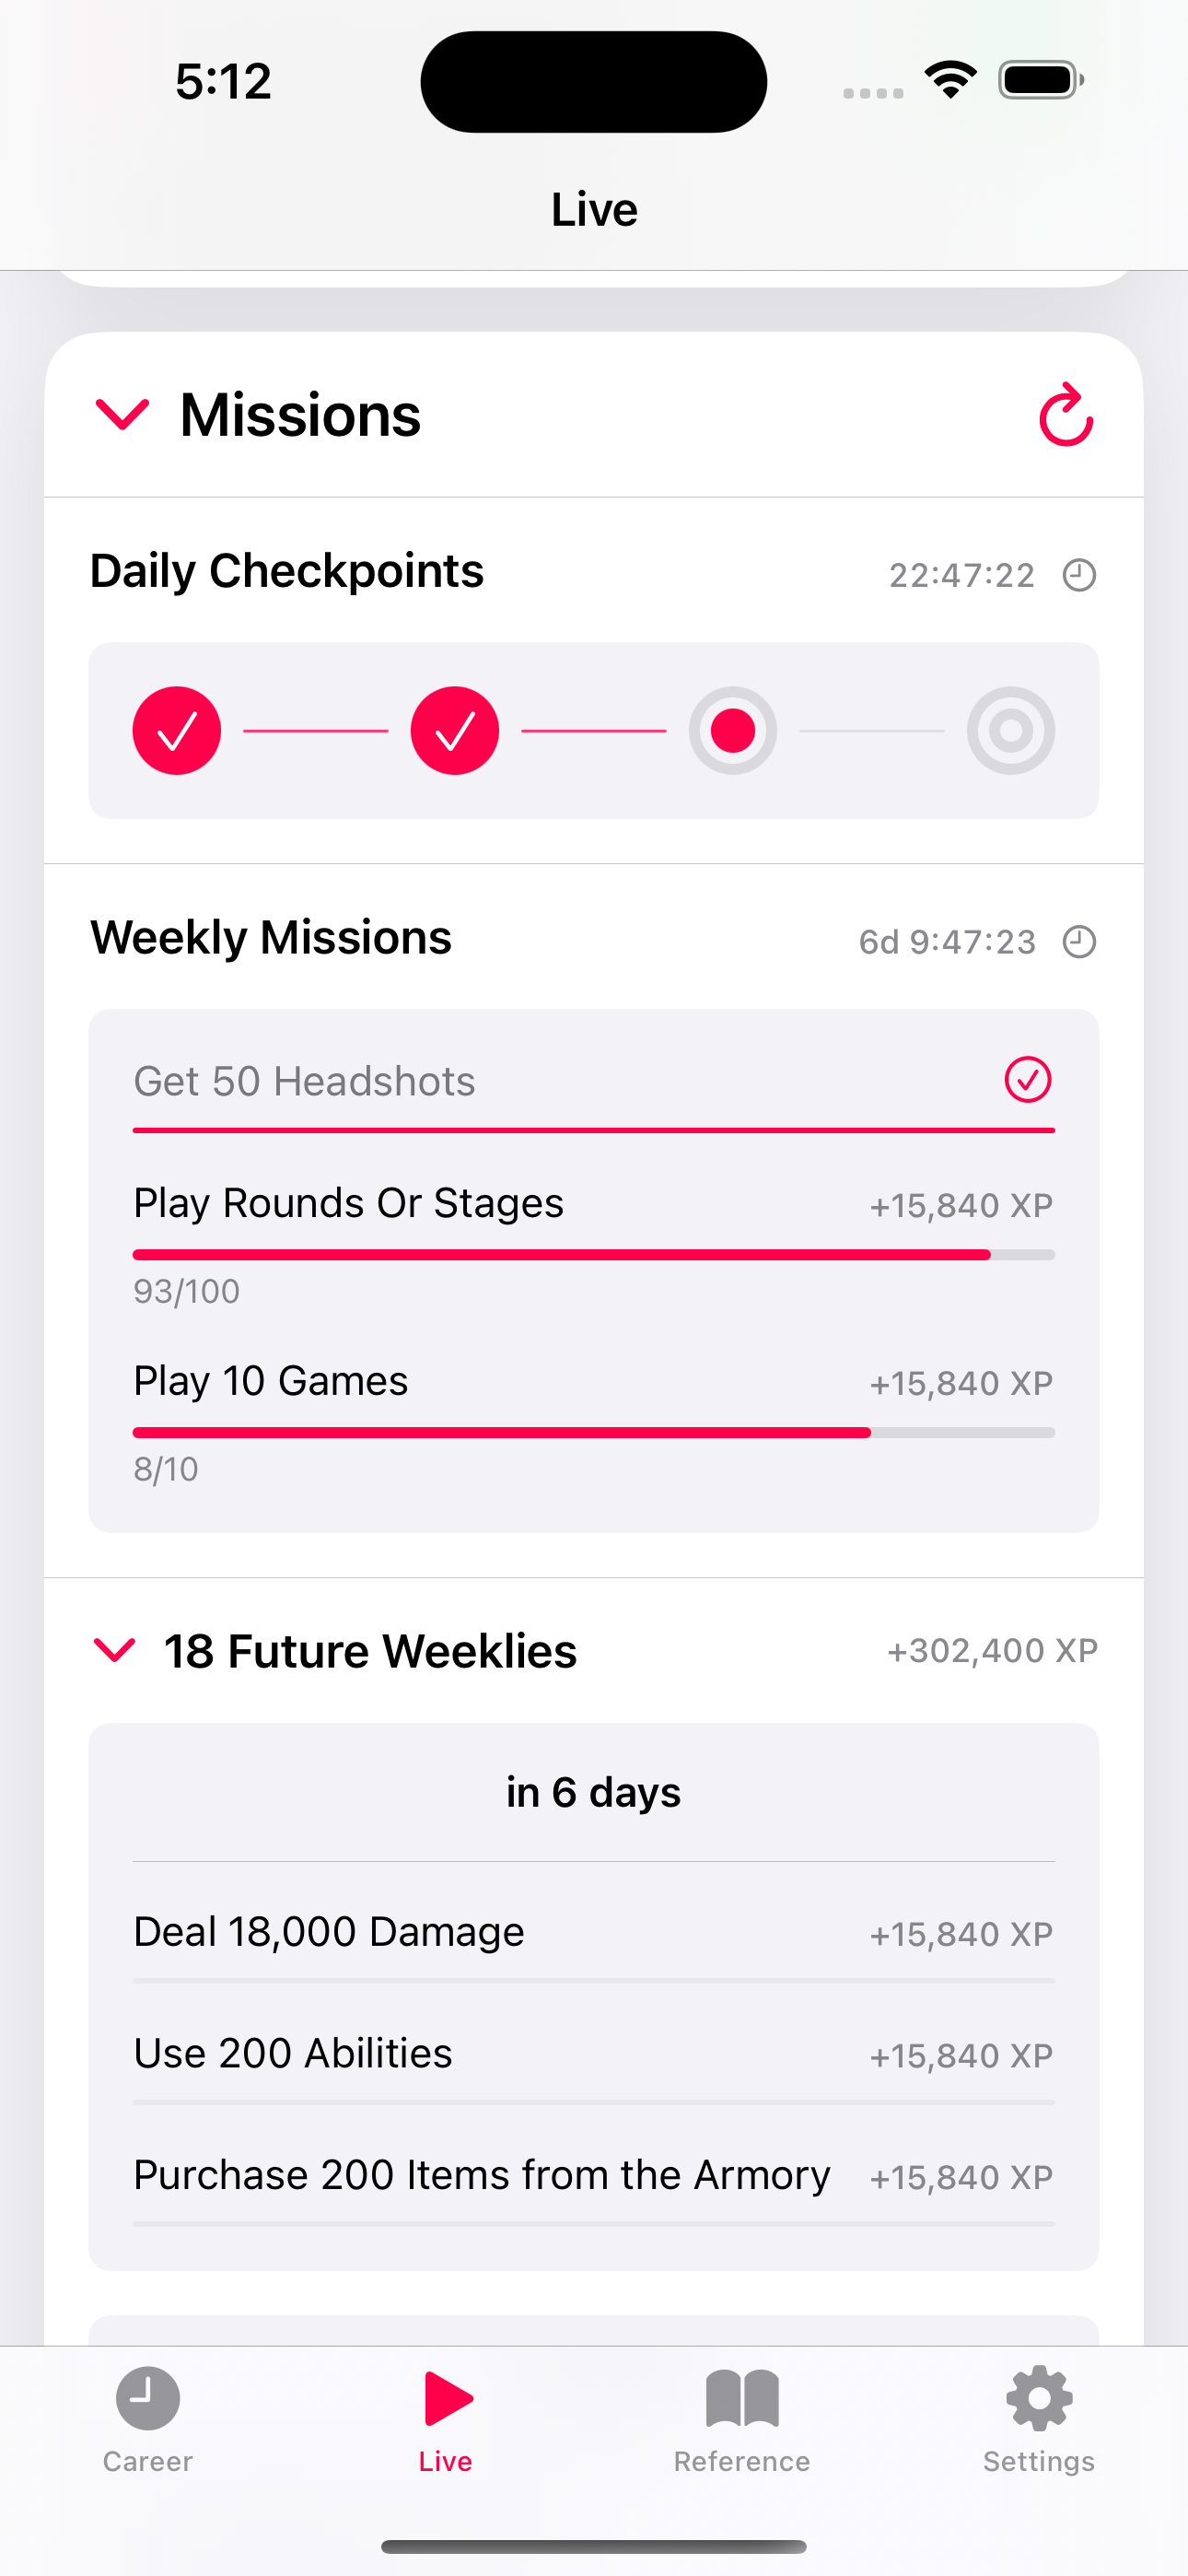 5:12
Live
Missions
Daily Checkpoints 22:47:22
Weekly Missions 6d 9:47:23
Get 50 Headshots
Play Rounds Or Stages +15,840 XP
93/100
Play 10 Games +15,840 XP
8/10
18 Future Weeklies +302,400 XP
in 6 days
Deal 18,000 Damage +15,840 XP
Use 200 Abilities +15,840 XP
Purchase 200 Items from the Armory +15,840 XP
Career Live Reference Settings